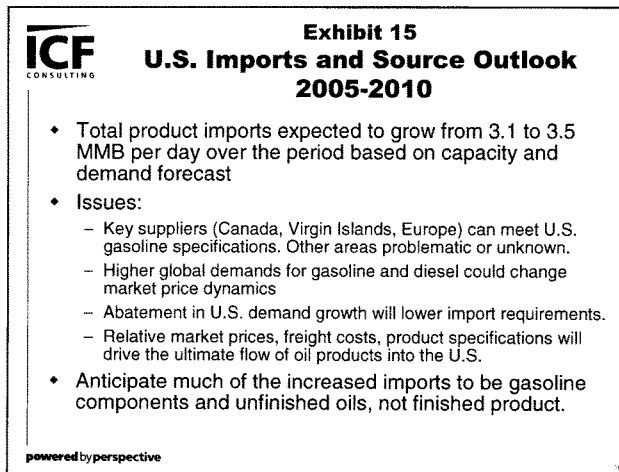 ICF
CONSULTING
Exhibit 15
U.S. Imports and Source Outlook
2005-2010
◆ Total product imports expected to grow from 3.1 to 3.5
MMB per day over the period based on capacity and
demand forecast
◆ Issues:
– Key suppliers (Canada, Virgin Islands, Europe) can meet U.S.
gasoline specifications. Other areas problematic or unknown.
– Higher global demands for gasoline and diesel could change
market price dynamics
– Abatement in U.S. demand growth will lower import requirements.
– Relative market prices, freight costs, product specifications will
drive the ultimate flow of oil products into the U.S.
◆ Anticipate much of the increased imports to be gasoline
components and unfinished oils, not finished product.
poweredbyperspective